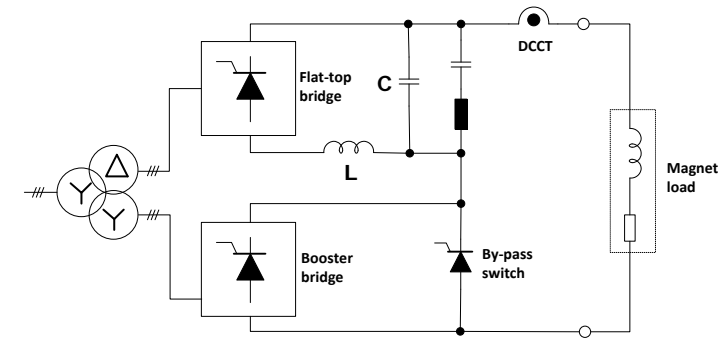 DCCT
Flat-top
bridge
C
L
Magnet
load
Booster
bridge
By-pass
switch